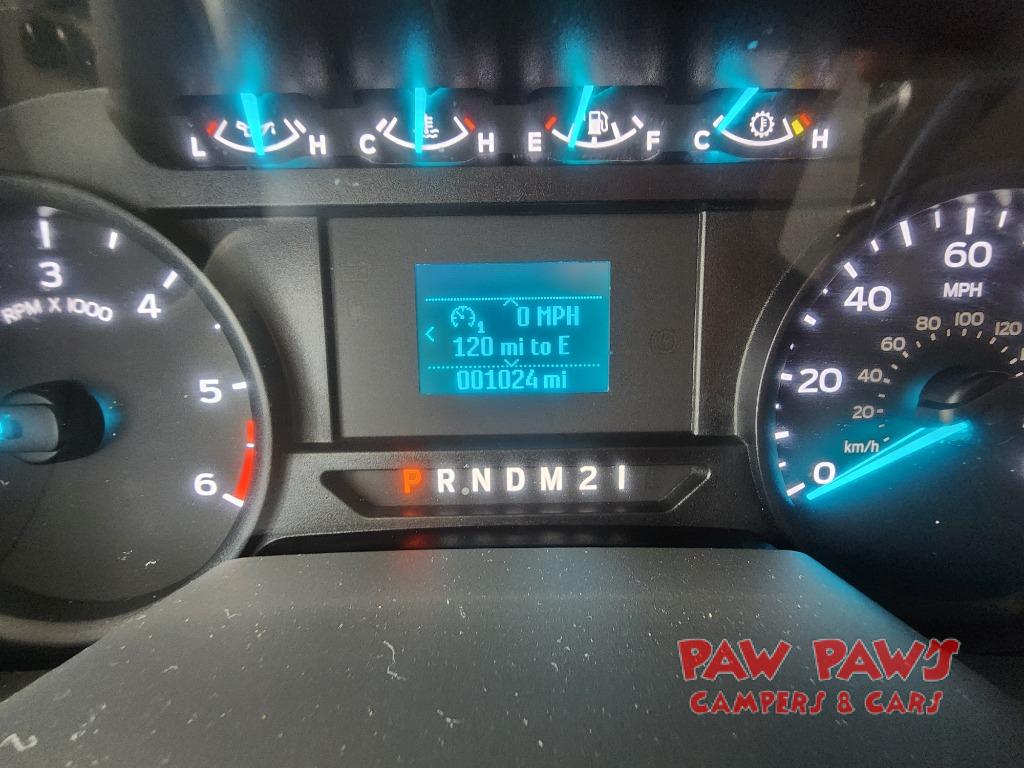 L H C H E F C H
3 4 5 6
RPM X 1000
1 0 MPH
120 mi to E
001024 mi
P R N D M 2 1
0 20 40 60
MPH
20 40 60 80 100 120
km/h
PAW PAW'S
CAMPERS & CARS